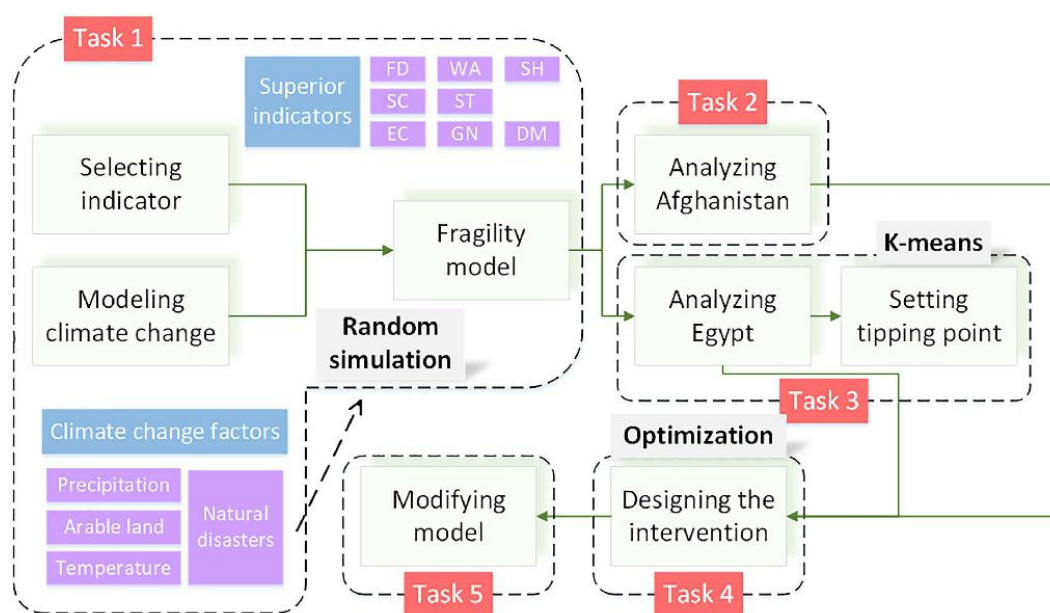 Task 1
Superior
indicators
FD WA SH
SC ST
EC GN DM
Selecting
indicator
Modeling
climate change
Fragility
model
Random
simulation
Climate change factors
Precipitation
Arable land
Temperature
Natural
disasters
Task 2
Analyzing
Afghanistan
K-means
Analyzing
Egypt
Setting
tipping point
Task 3
Optimization
Designing the
intervention
Task 4
Modifying
model
Task 5